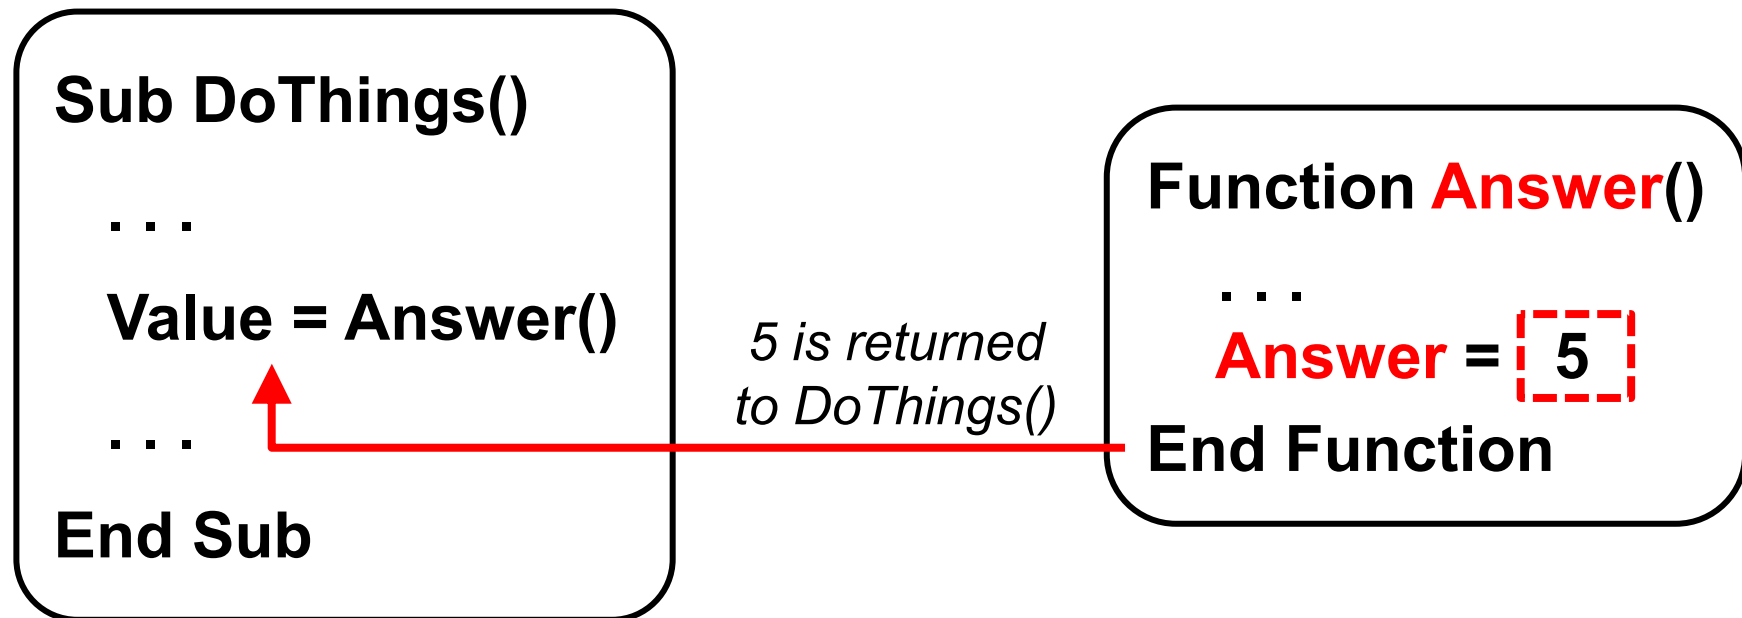 Sub DoThings()
. . .
Value = Answer()
. . .
End Sub
5 is returned
to DoThings()
Function Answer()
. . .
Answer = 5
End Function